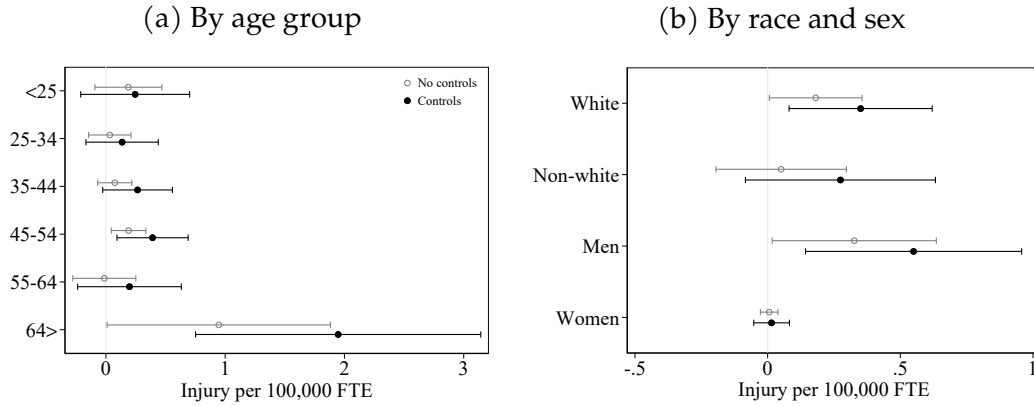 (a) By age group
<25
25-34
35-44
45-54
55-64
64>
No controls
Controls
0 1 2 3
Injury per 100,000 FTE
(b) By race and sex
White
Non-white
Men
Women
-.5 0 .5 1
Injury per 100,000 FTE